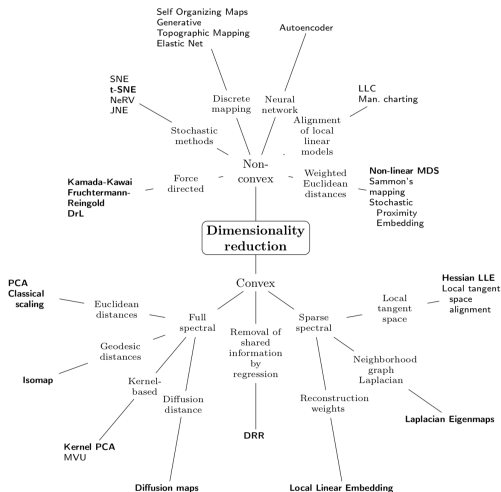 Self Organizing Maps
Generative
Topographic Mapping
Elastic Net
Autoencoder
SNE
t-SNE
NeRV
JNE
LLC
Man. charting
Discrete
mapping
Neural
network
Stochastic
methods
Alignment
of local
linear
models
Non-
convex
Kamada-Kawai
Fruchtermann-
Reingold
DrL
Force
directed
Weighted
Euclidean
distances
Non-linear MDS
Sammon's
mapping
Stochastic
Proximity
Embedding
Dimensionality
reduction
Convex
PCA
Classical
scaling
Euclidean
distances
Full
spectral
Removal of
shared
information
by
regression
Sparse
spectral
Local
tangent
space
Hessian LLE
Local tangent
space
alignment
Geodesic
distances
Isomap
Kernel-
based
Diffusion
distance
Reconstruction
weights
Neighborhood
graph
Laplacian
Laplacian Eigenmaps
Kernel PCA
MVU
DRR
Diffusion maps
Local Linear Embedding